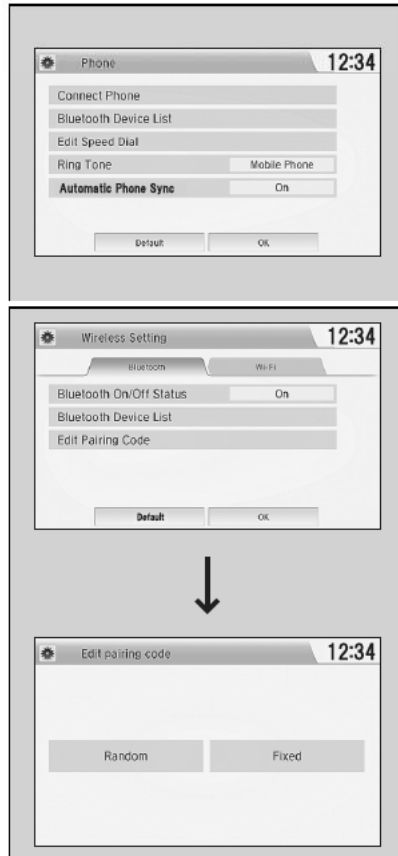 Phone 12:34
Connect Phone
Bluetooth Device List
Edit Speed Dial
Ring Tone Mobile Phone
Automatic Phone Sync On
Default OK
Wireless Setting 12:34
Bluetooth Wi-Fi
Bluetooth On/Off Status On
Bluetooth Device List
Edit Pairing Code
Default OK
Edit pairing code 12:34
Random Fixed